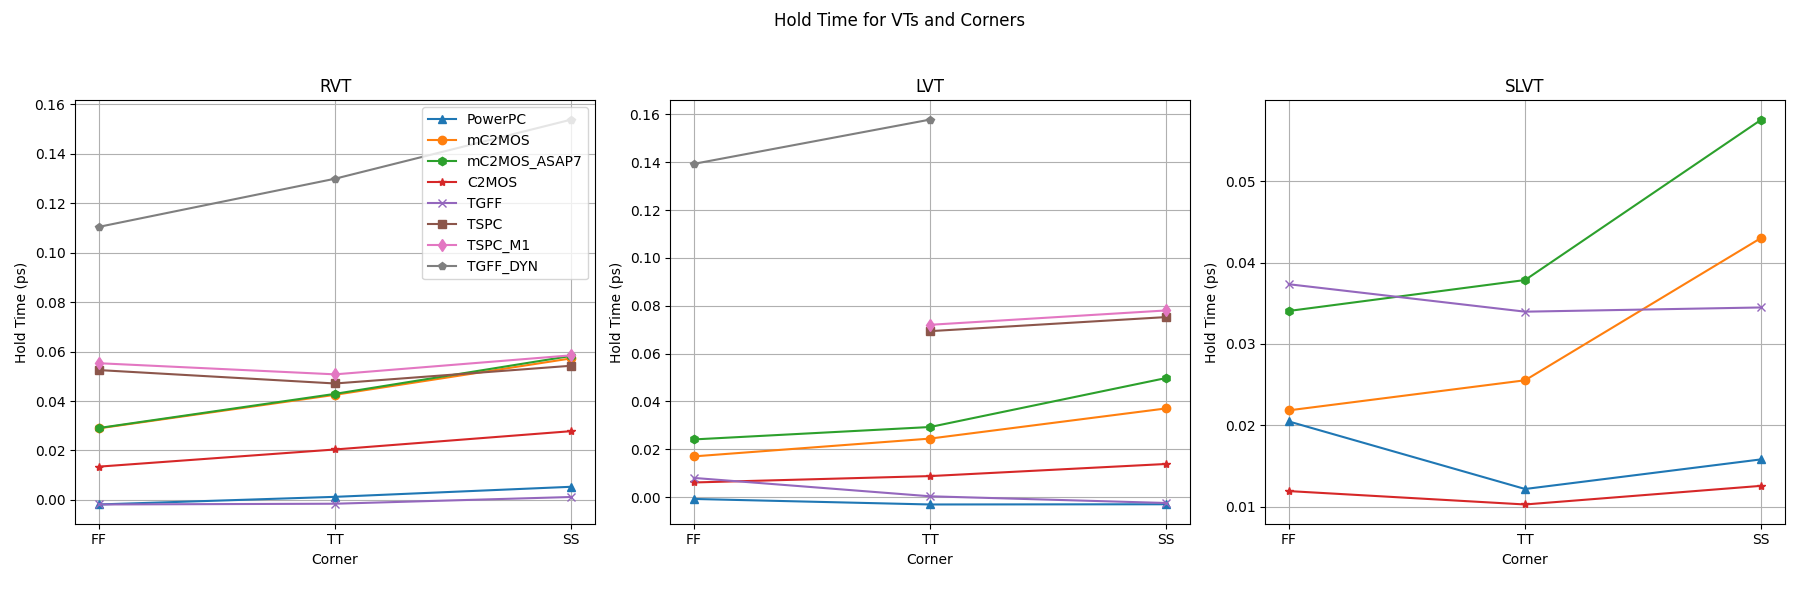 Hold Time for VTs and Corners
RVT
Hold Time (ps)
0.16
0.14
0.12
0.10
0.08
0.06
0.04
0.02
0.00
PowerPC
mC2MOS
mC2MOS_ASAP7
C2MOS
TGFF
TSPC
TSPC_M1
TGFF_DYN
FF
TT
SS
Corner
LVT
Hold Time (ps)
0.16
0.14
0.12
0.10
0.08
0.06
0.04
0.02
0.00
FF
TT
SS
Corner
SLVT
Hold Time (ps)
0.05
0.04
0.03
0.02
0.01
FF
TT
SS
Corner